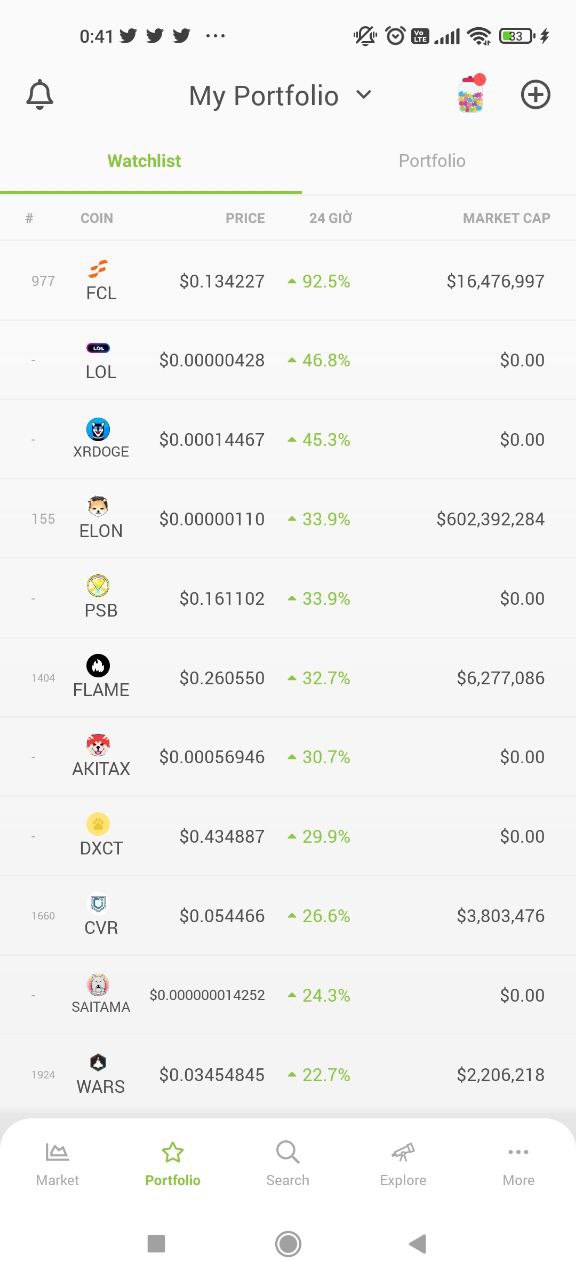 0:41 ...
Vo LTE 33
My Portfolio
Watchlist Portfolio
# COIN PRICE 24 GIỜ MARKET CAP
977 FCL $0.134227 92.5% $16,476,997
LOL
- LOL $0.00000428 46.8% $0.00
- XRDOGE $0.00014467 45.3% $0.00
155 ELON $0.00000110 33.9% $602,392,284
- PSB $0.161102 33.9% $0.00
1404 FLAME $0.260550 32.7% $6,277,086
- AKITAX $0.00056946 30.7% $0.00
- DXCT $0.434887 29.9% $0.00
1660 CVR $0.054466 26.6% $3,803,476
- SAITAMA $0.000000014252 24.3% $0.00
1924 WARS $0.03454845 22.7% $2,206,218
Market Portfolio Search Explore More